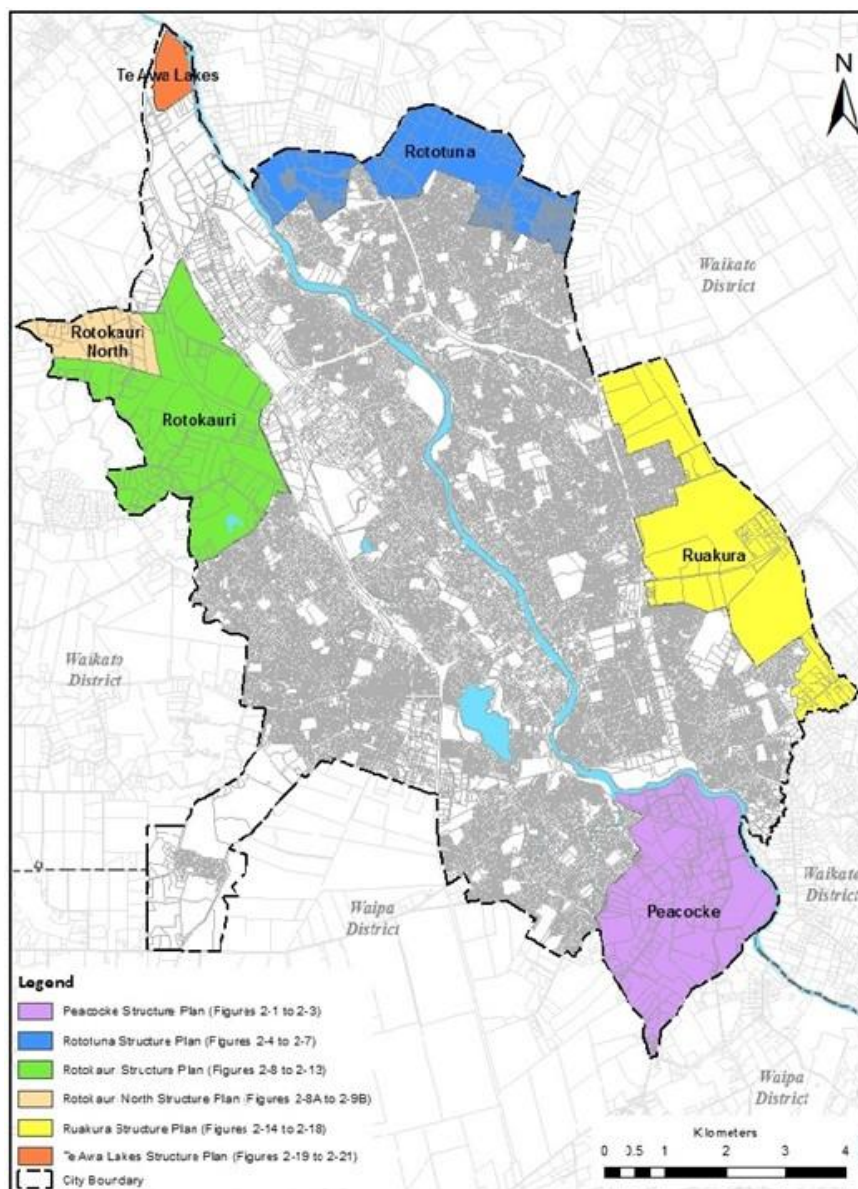 Te Awa Lakes
N
Rototuna
Waikato
District
Rotokauri
North
Rotokauri
Ruakura
Waikato
District
Peacocke
Waikato
District
Waipa
District
Legend
Peacocke Structure Plan (Figures 2-1 to 2-3)
Rototuna Structure Plan (Figures 2-4 to 2-7)
Rotokauri Structure Plan (Figures 2-8 to 2-13)
Rotokauri North Structure Plan (Figures 2-8A to 2-9B)
Ruakura Structure Plan (Figures 2-14 to 2-18)
Te Awa Lakes Structure Plan (Figures 2-19 to 2-21)
City Boundary
Waipa
District
Kilometers
0 0.5 1 2 3 4